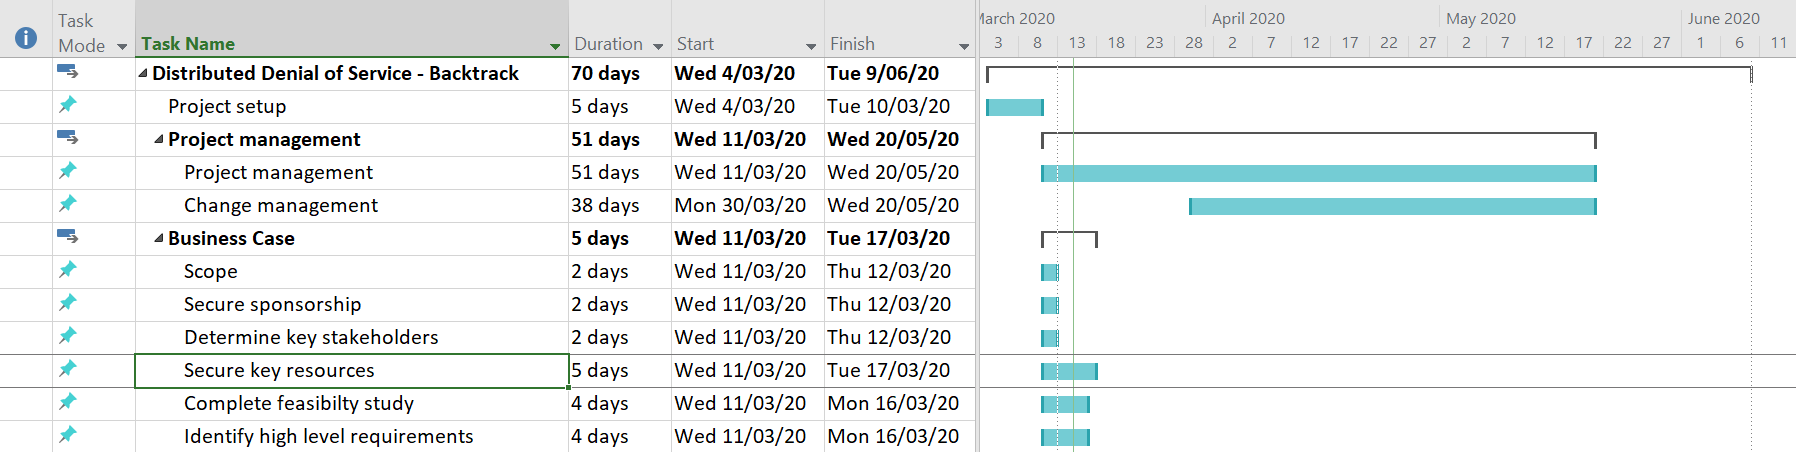 Task Mode Task Name Duration Start Finish
March 2020 April 2020 May 2020 June 2020
3 8 13 18 23 28 2 7 12 17 22 27 2 7 12 17 22 27 1 6 11
Distributed Denial of Service - Backtrack 70 days Wed 4/03/20 Tue 9/06/20
Project setup 5 days Wed 4/03/20 Tue 10/03/20
Project management 51 days Wed 11/03/20 Wed 20/05/20
Project management 51 days Wed 11/03/20 Wed 20/05/20
Change management 38 days Mon 30/03/20 Wed 20/05/20
Business Case 5 days Wed 11/03/20 Tue 17/03/20
Scope 2 days Wed 11/03/20 Thu 12/03/20
Secure sponsorship 2 days Wed 11/03/20 Thu 12/03/20
Determine key stakeholders 2 days Wed 11/03/20 Thu 12/03/20
Secure key resources 5 days Wed 11/03/20 Tue 17/03/20
Complete feasibilty study 4 days Wed 11/03/20 Mon 16/03/20
Identify high level requirements 4 days Wed 11/03/20 Mon 16/03/20